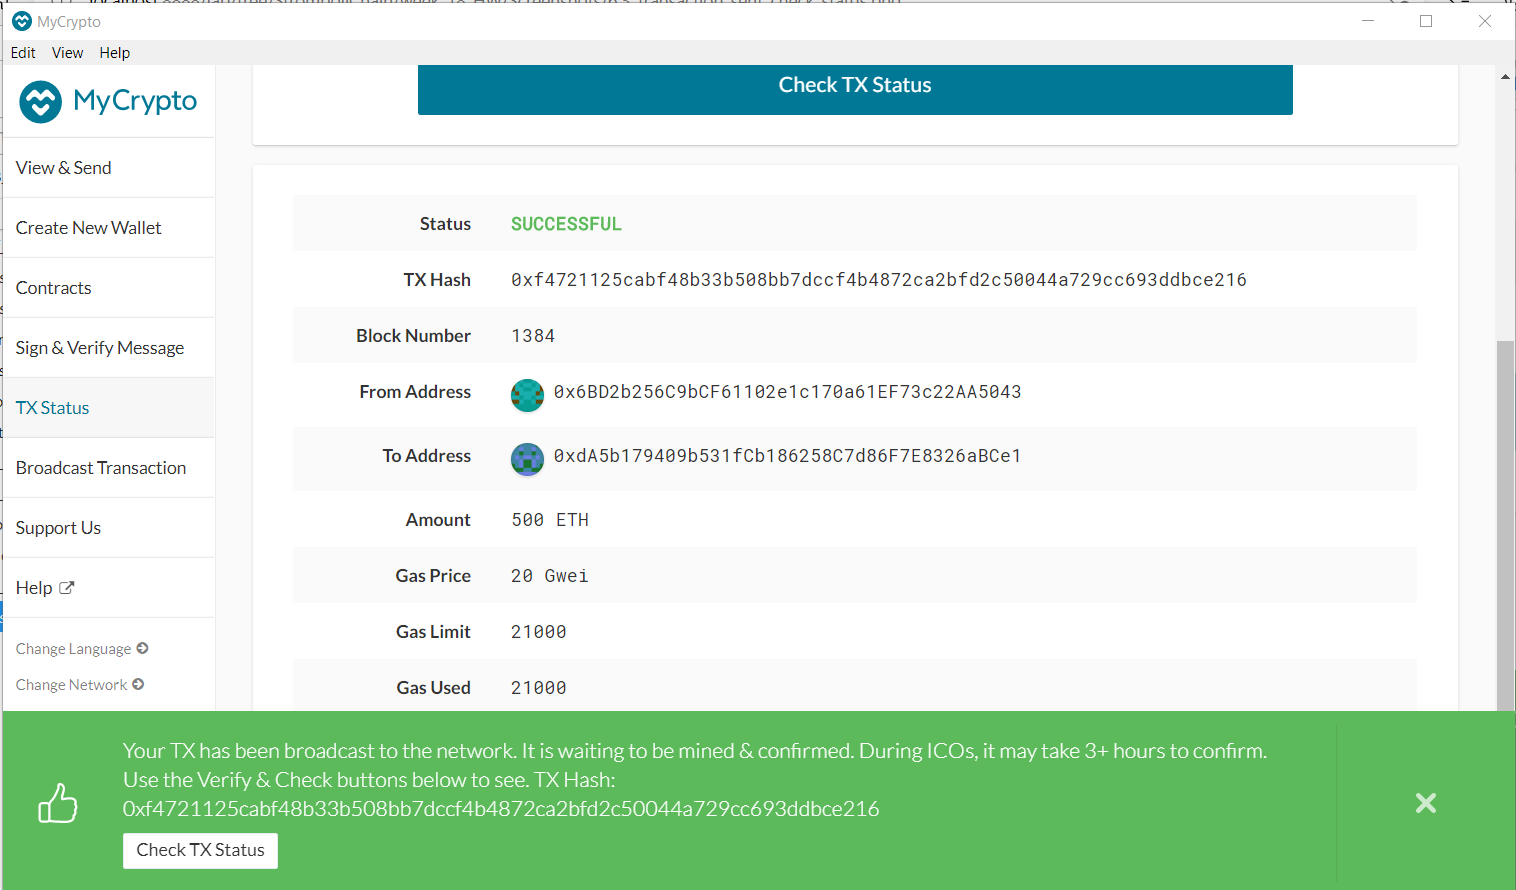 MyCrypto
Edit View Help
MyCrypto
View & Send
Create New Wallet
Contracts
Sign & Verify Message
TX Status
Broadcast Transaction
Support Us
Help
Change Language
Change Network
Check TX Status
Status SUCCESSFUL
TX Hash 0xf4721125cabf48b33b508bb7dccf4b4872ca2bfd2c50044a729cc693ddbce216
Block Number 1384
From Address 0x6BD2b256C9bCF61102e1c170a61EF73c22AA5043
To Address 0xdA5b179409b531fCb186258C7d86F7E8326aBCe1
Amount 500 ETH
Gas Price 20 Gwei
Gas Limit 21000
Gas Used 21000
Your TX has been broadcast to the network. It is waiting to be mined & confirmed. During ICOs, it may take 3+ hours to confirm.
Use the Verify & Check buttons below to see. TX Hash:
0xf4721125cabf48b33b508bb7dccf4b4872ca2bfd2c50044a729cc693ddbce216
Check TX Status